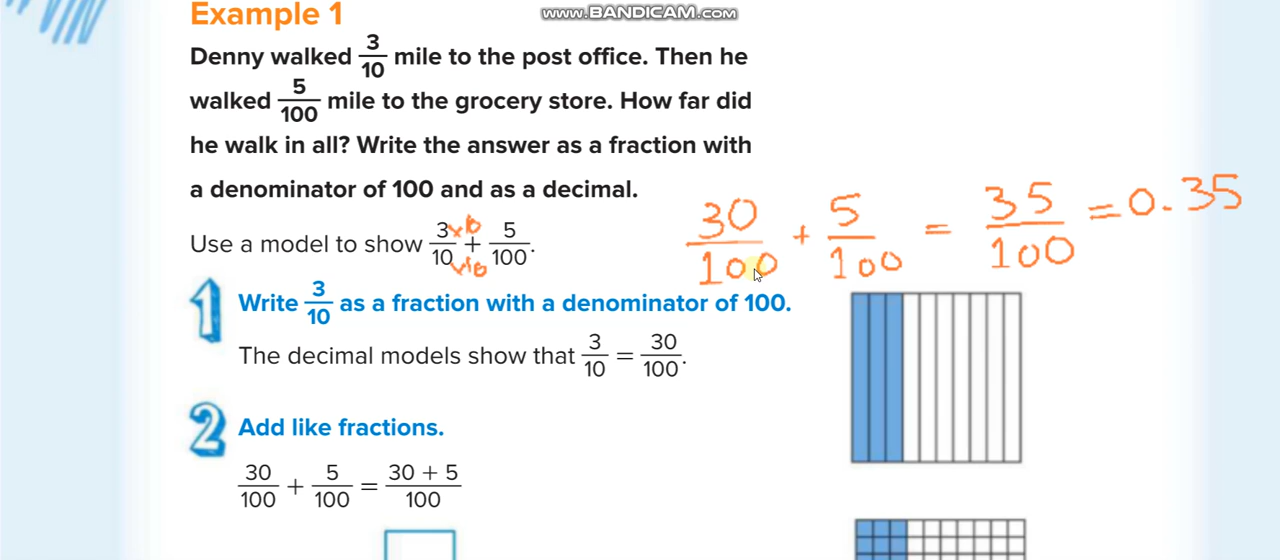 www.BANDICAM.com
Example 1
Denny walked 3/10 mile to the post office. Then he
walked 5/100 mile to the grocery store. How far did
he walk in all? Write the answer as a fraction with
a denominator of 100 and as a decimal.
30/100 + 5/100 = 35/100 = 0.35
Use a model to show 3×10/10×10 + 5/100.
1 Write 3/10 as a fraction with a denominator of 100.
The decimal models show that 3/10 = 30/100.
2 Add like fractions.
30/100 + 5/100 = 30 + 5/100